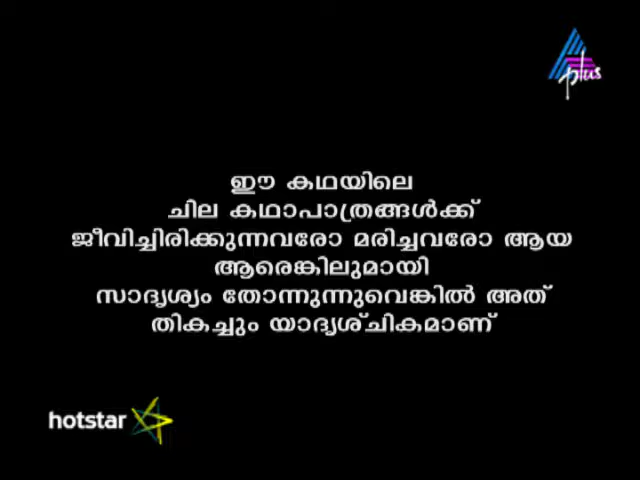 plus
ഈ കഥയിലെ
ചില കഥാപാത്രങ്ങൾക്ക്
ജീവിച്ചിരിക്കുന്നവരോ മരിച്ചവരോ ആയ
ആരെങ്കിലുമായി
സാദൃശ്യം തോന്നുന്നുവെങ്കിൽ അത്
തികച്ചും യാദൃശ്ചികമാണ്
hotstar